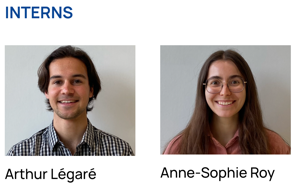 INTERNS
Arthur Légaré
Anne-Sophie Roy